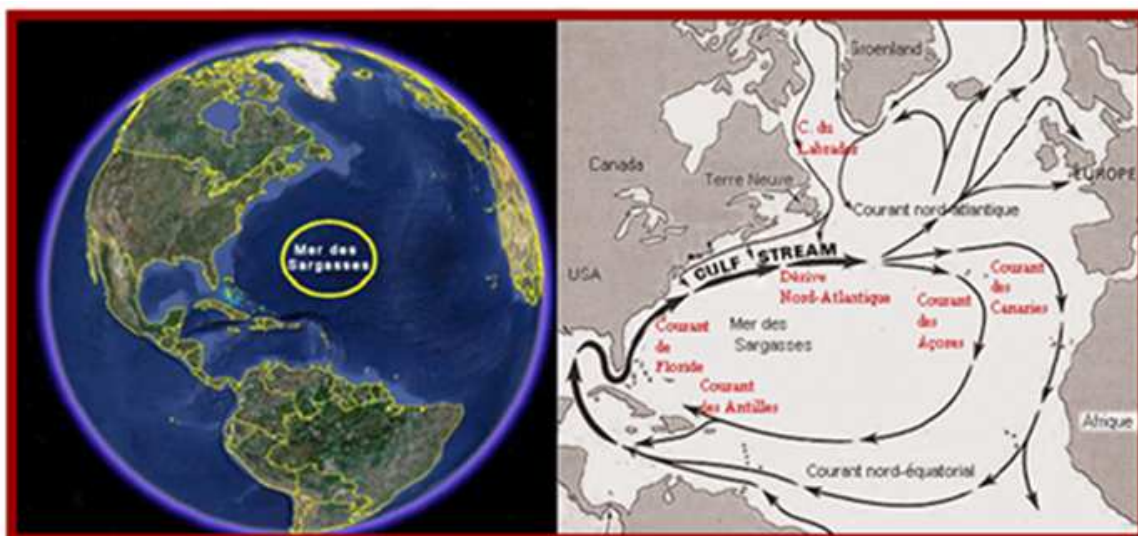 Mer des
Sargasses
Groenland
C. du
Labrador
Canada
Terre Neuve
EUROPE
Courant nord-atlantique
GULF STREAM
USA
Dérive
Nord-Atlantique
Courant
des
Canaries
Courant
des
Açores
Mer des
Sargasses
Courant
de
Floride
Courant
des Antilles
Afrique
Courant nord-équatorial